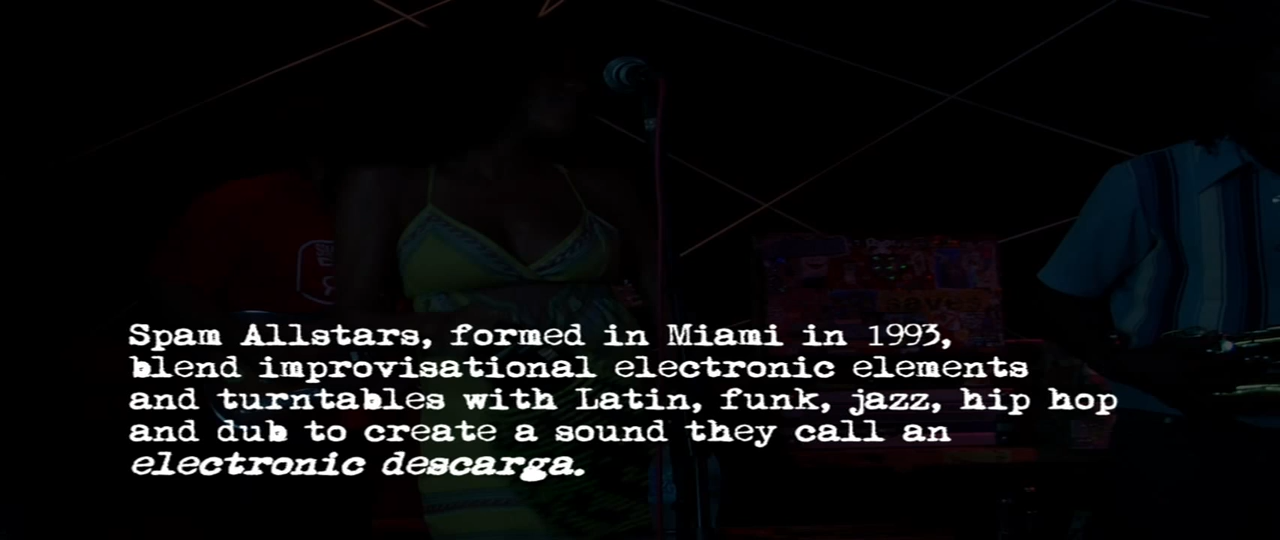 Spam Allstars, formed in Miami in 1993,
blend improvisational electronic elements
and turntables with Latin, funk, jazz, hip hop
and dub to create a sound they call an
electronic descarga.